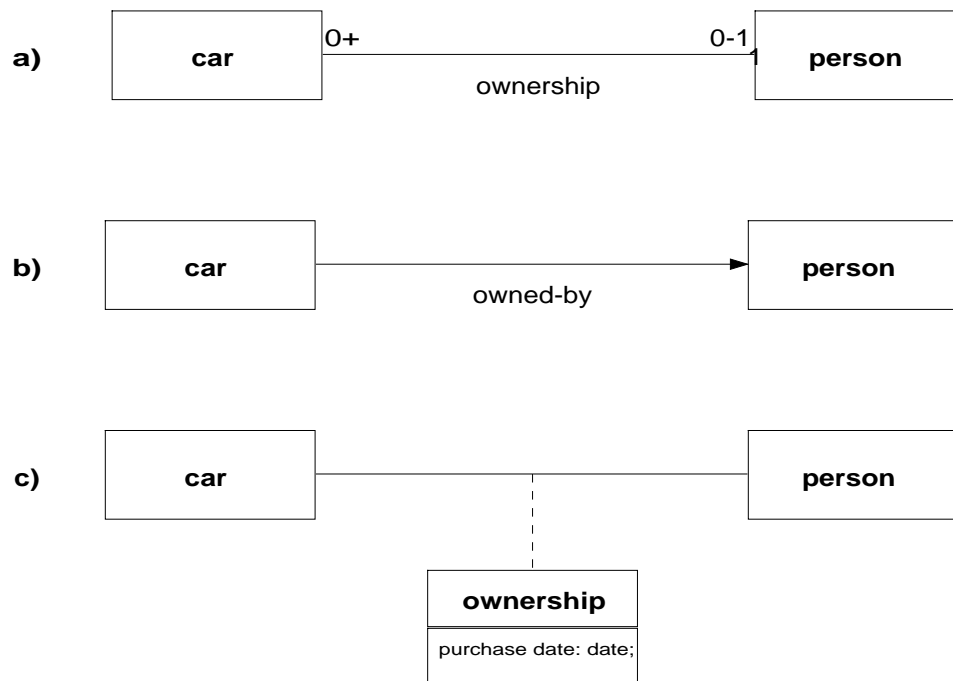 0+ 0-1
a) car 1 person
ownership
b) car person
owned-by
c) car person
ownership
purchase date: date;